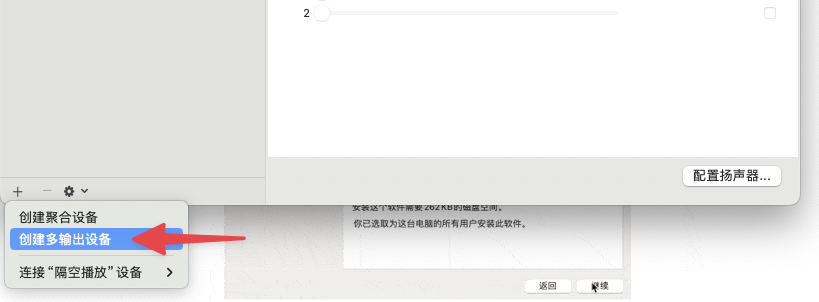 2
配置扬声器...
创建聚合设备
创建多输出设备
连接“隔空播放”设备
安装这个软件需要262KB的磁盘空间。
你已选取为这台电脑的所有用户安装此软件。
返回
继续